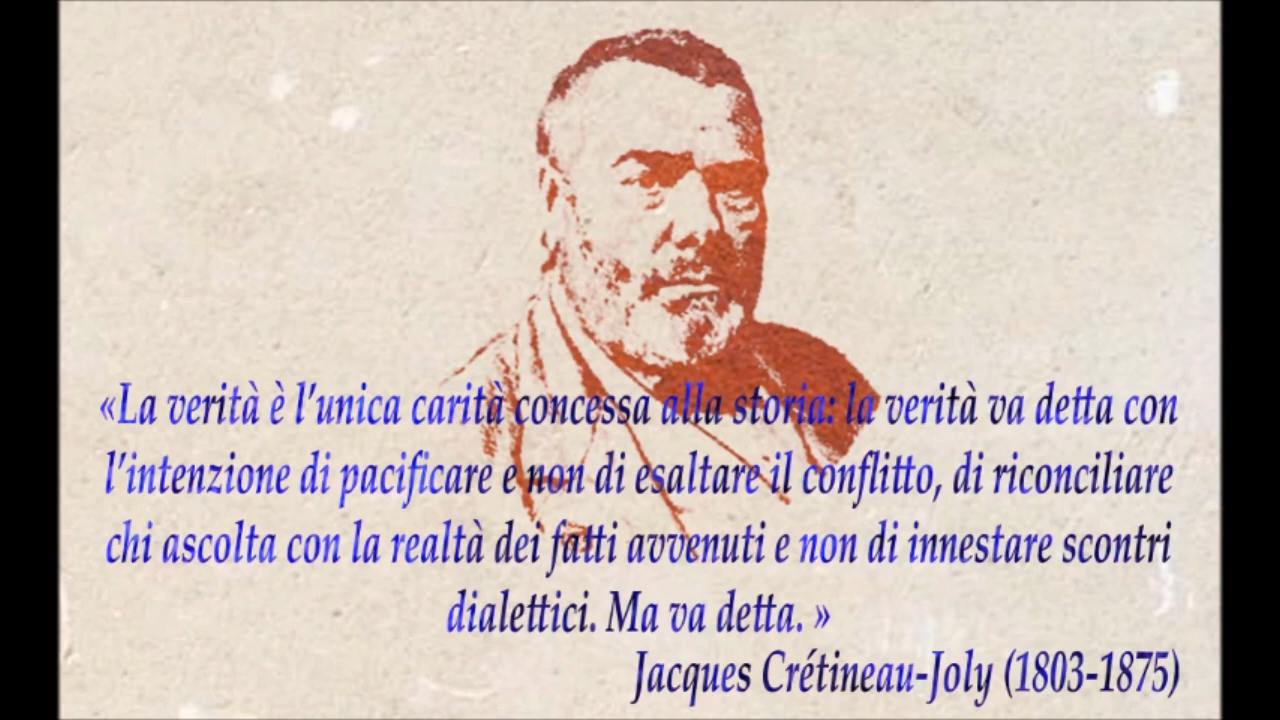 «La verità è l’unica carità concessa alla storia: la verità va detta con
l’intenzione di pacificare e non di esaltare il conflitto, di riconciliare
chi ascolta con la realtà dei fatti avvenuti e non di innestare scontri
dialettici. Ma va detta. »
Jacques Crétineau-Joly (1803-1875)